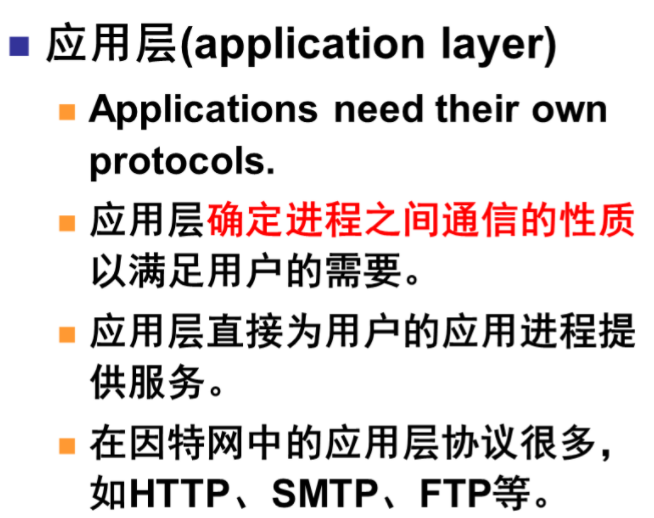 应用层(application layer)
Applications need their own
protocols.
应用层确定进程之间通信的性质
以满足用户的需要。
应用层直接为用户的应用进程提
供服务。
在因特网中的应用层协议很多，
如HTTP、SMTP、FTP等。